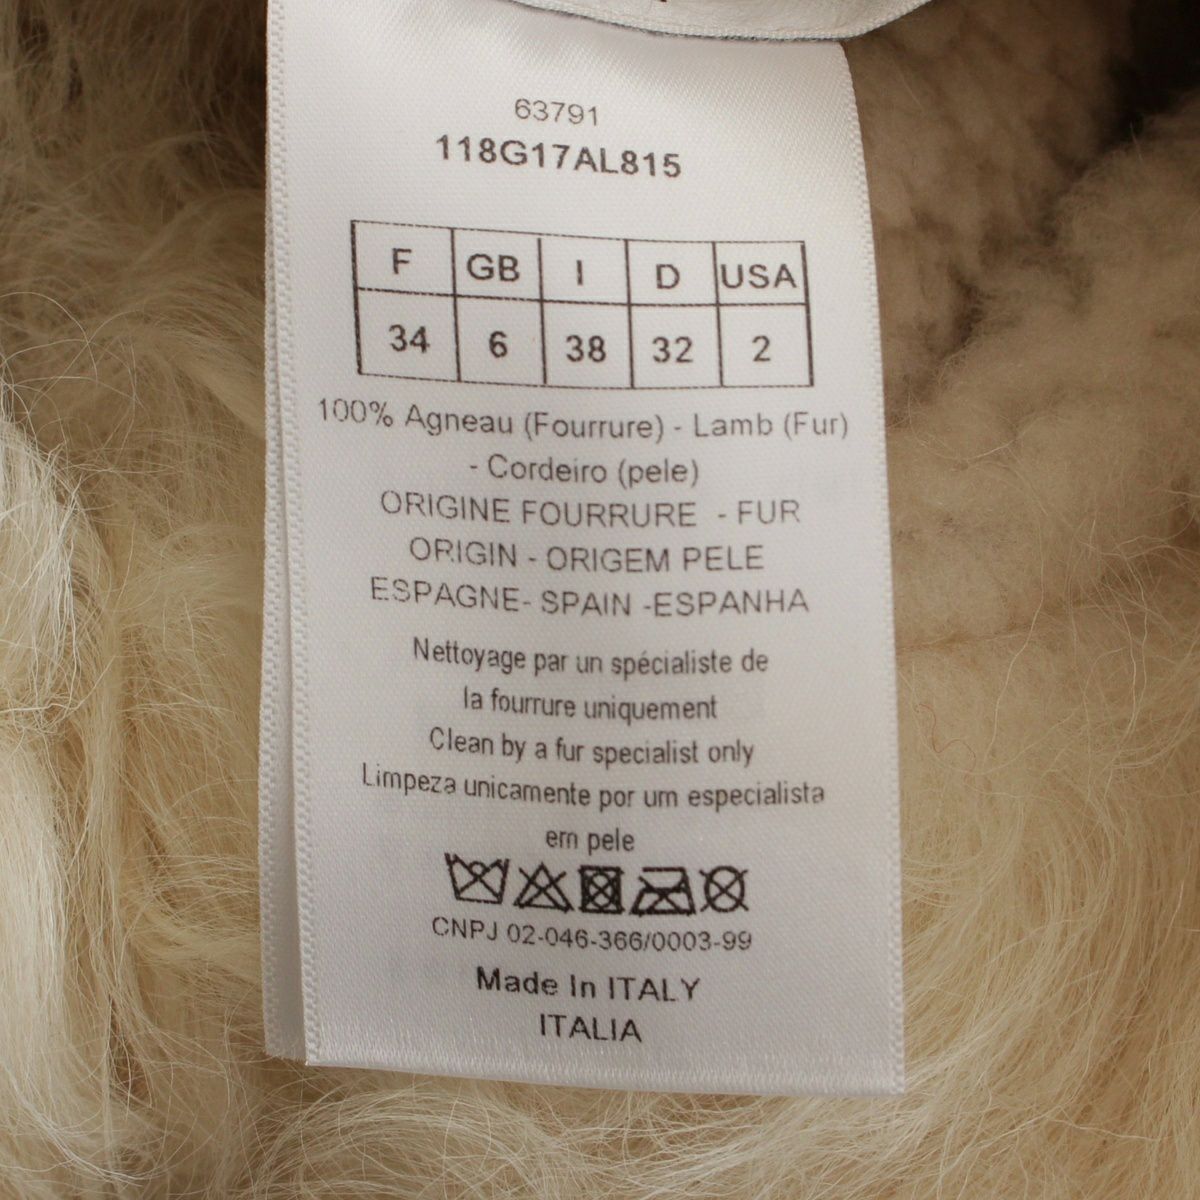 63791
118G17AL815
F GB I D USA
34 6 38 32 2
100% Agneau (Fourrure) - Lamb (Fur)
- Cordeiro (pele)
ORIGINE FOURRURE - FUR
ORIGIN - ORIGEM PELE
ESPAGNE- SPAIN -ESPANHA
Nettoyage par un spécialiste de
la fourrure uniquement
Clean by a fur specialist only
Limpeza unicamente por um especialista
em pele
CNPJ 02-046-366/0003-99
Made In ITALY
ITALIA